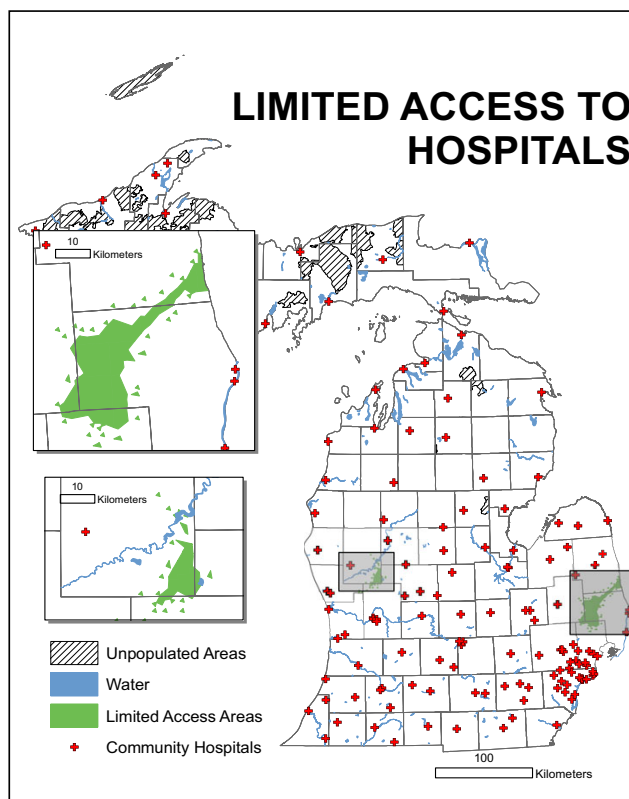 LIMITED ACCESS TO
HOSPITALS
10
Kilometers
10
Kilometers
Unpopulated Areas
Water
Limited Access Areas
Community Hospitals
100
Kilometers